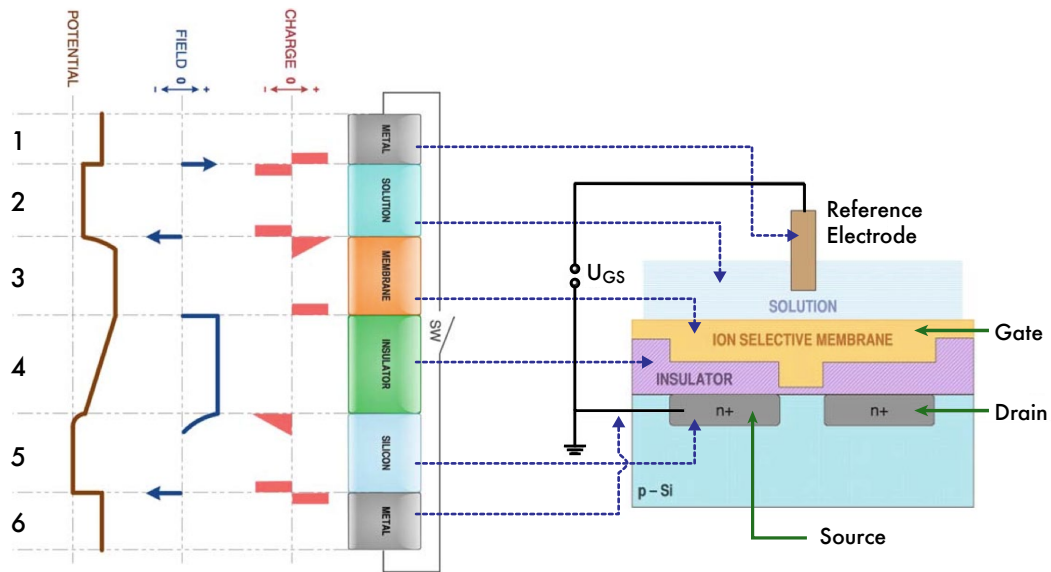 POTENTIAL
FIELD
- 0 +
CHARGE
- 0 +
1
2
3
4
5
6
METAL
SOLUTION
MEMBRANE
INSULATOR
SILICON
METAL
SW
UGS
Reference
Electrode
SOLUTION
ION SELECTIVE MEMBRANE
INSULATOR
n+
n+
p – Si
Gate
Drain
Source